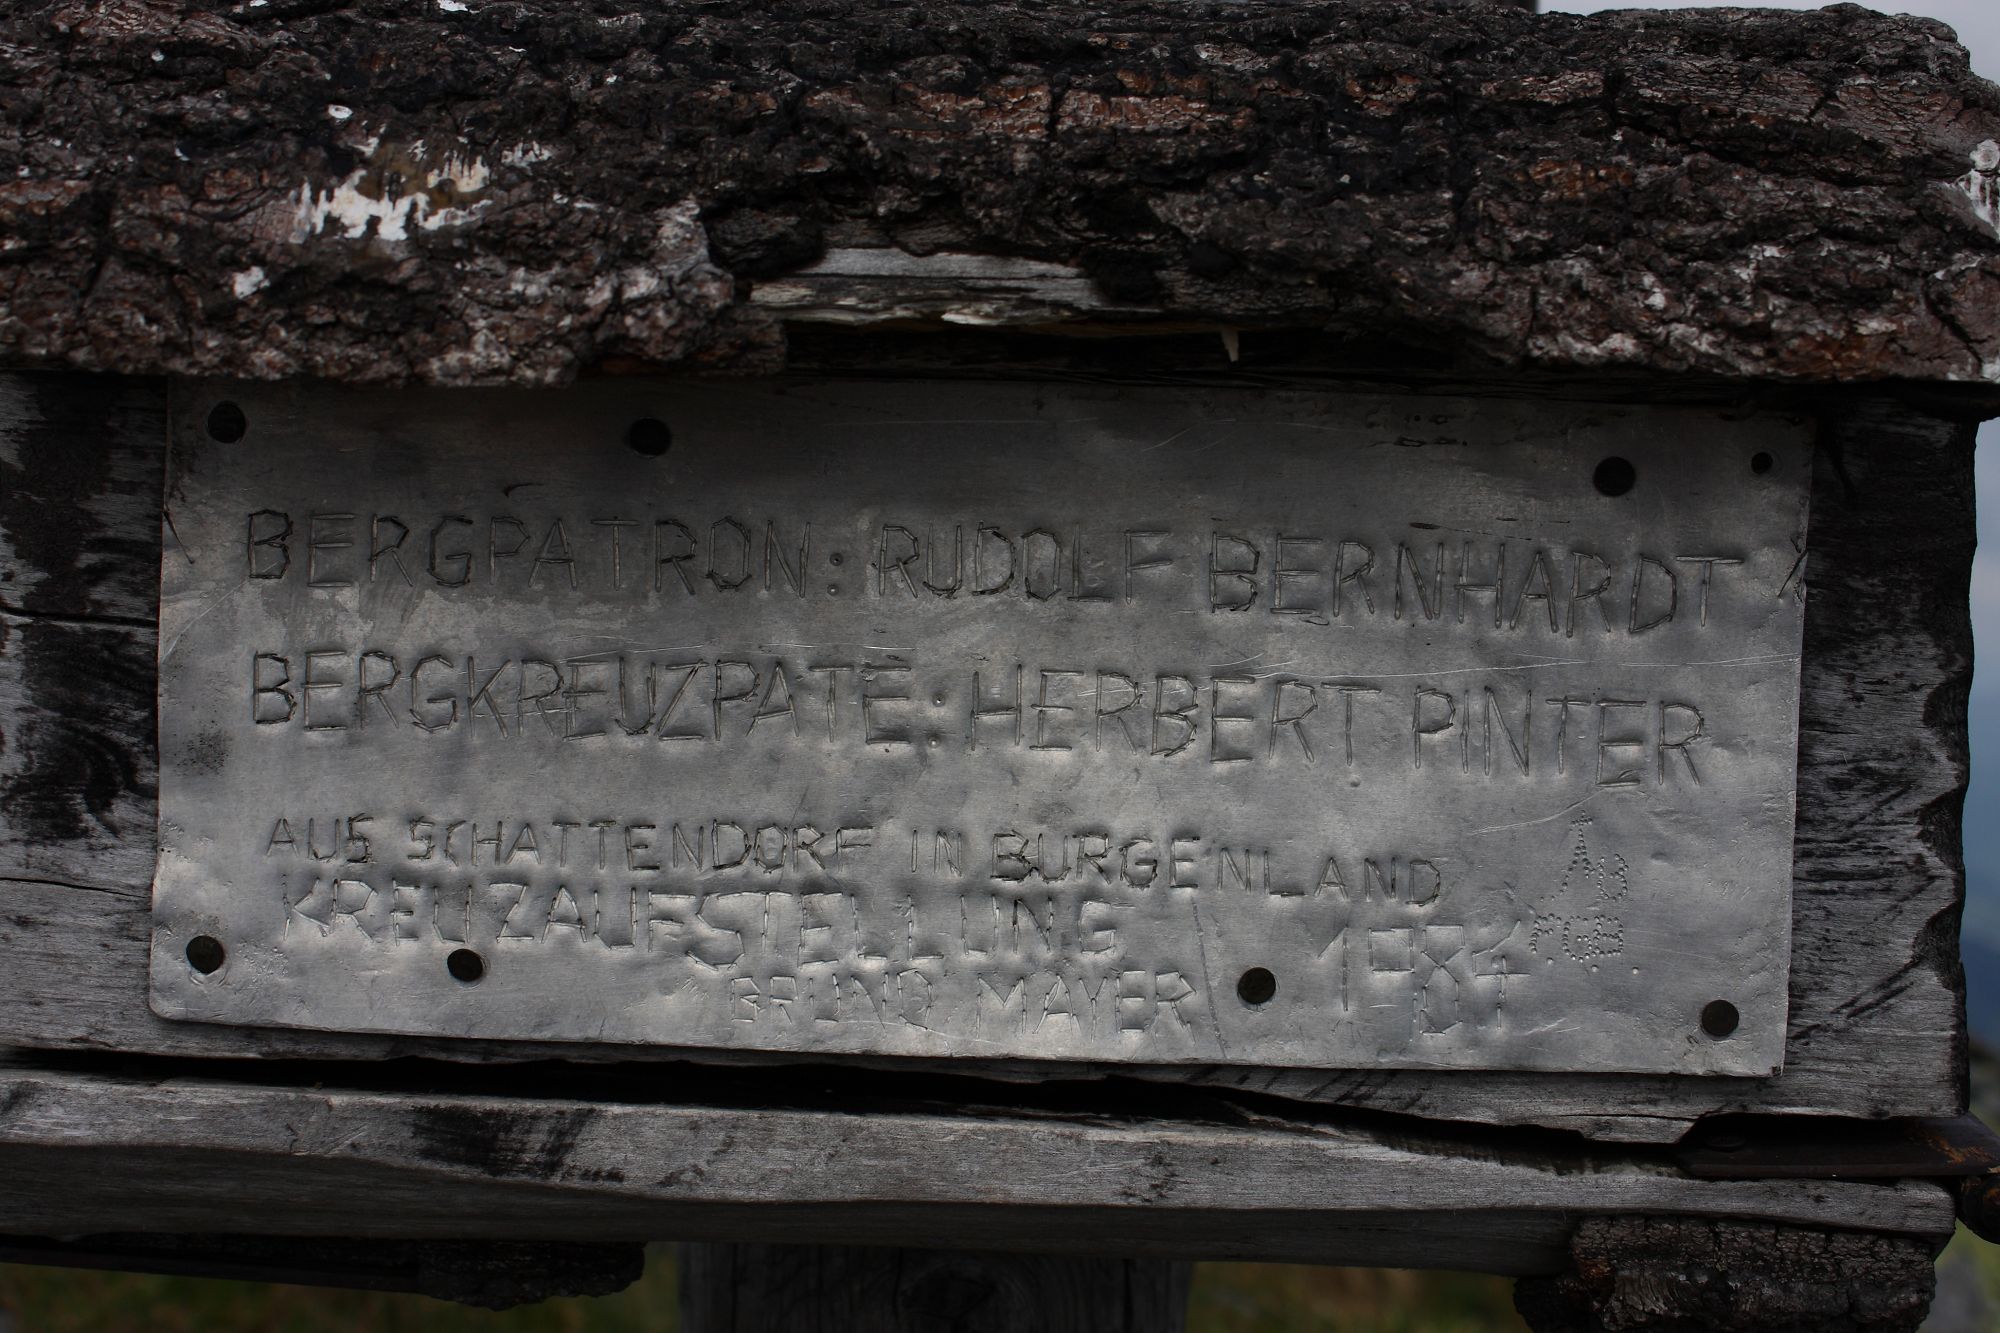 BERGPATRON: RUDOLF BERNHARDT
BERGKREUZPATE: HERBERT PINTER
AUS SCHATTENDORF IN BURGENLAND
KREUZAUFSTELLUNG 1984
BRUNO MAYER